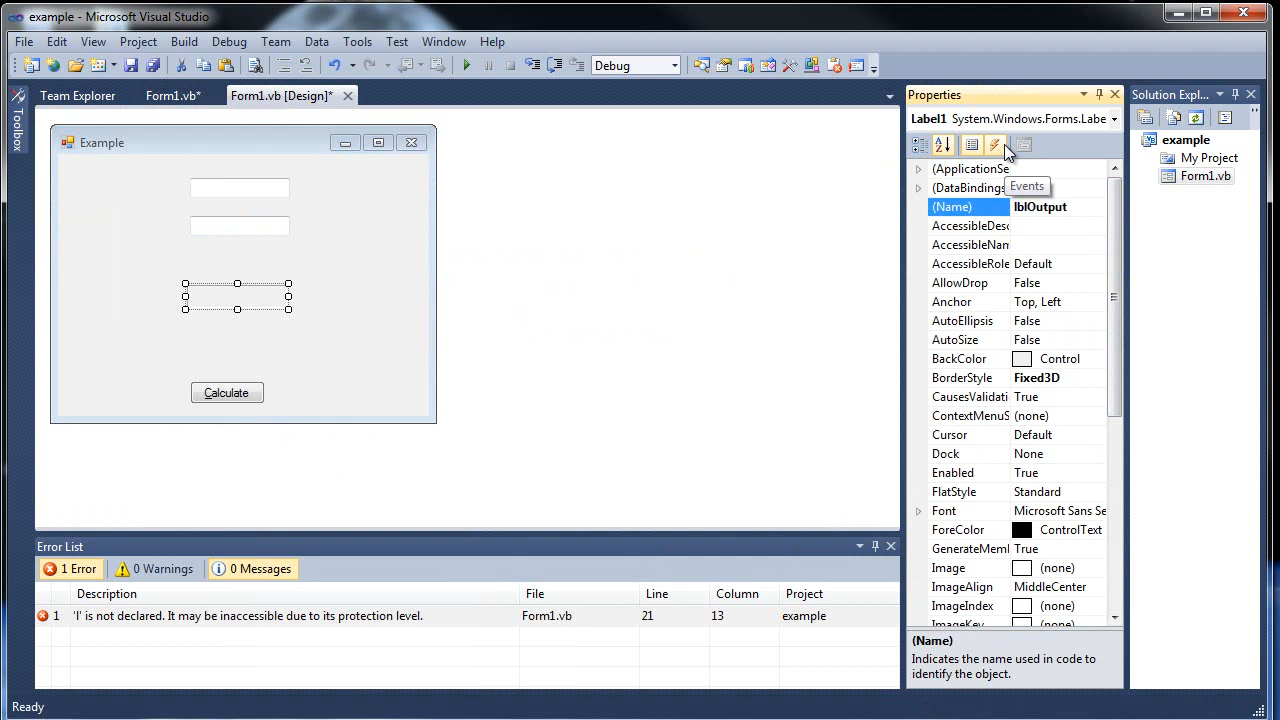 example - Microsoft Visual Studio
File Edit View Project Build Debug Team Data Tools Test Window Help
Debug
Team Explorer Form1.vb* Form1.vb [Design]*
Toolbox
Example
Calculate
Properties
Label1 System.Windows.Forms.Labe
(ApplicationSe
Events
(DataBindings
(Name) lblOutput
AccessibleDesc
AccessibleNam
AccessibleRole Default
AllowDrop False
Anchor Top, Left
AutoEllipsis False
AutoSize False
BackColor Control
BorderStyle Fixed3D
CausesValidati True
ContextMenuS (none)
Cursor Default
Dock None
Enabled True
FlatStyle Standard
Font Microsoft Sans Se
ForeColor ControlText
GenerateMeml True
Image (none)
ImageAlign MiddleCenter
ImageIndex (none)
ImageKey (none)
(Name)
Indicates the name used in code to
identify the object.
Solution Expl...
example
My Project
Form1.vb
Error List
1 Error 0 Warnings 0 Messages
Description File Line Column Project
1 'I' is not declared. It may be inaccessible due to its protection level. Form1.vb 21 13 example
Ready